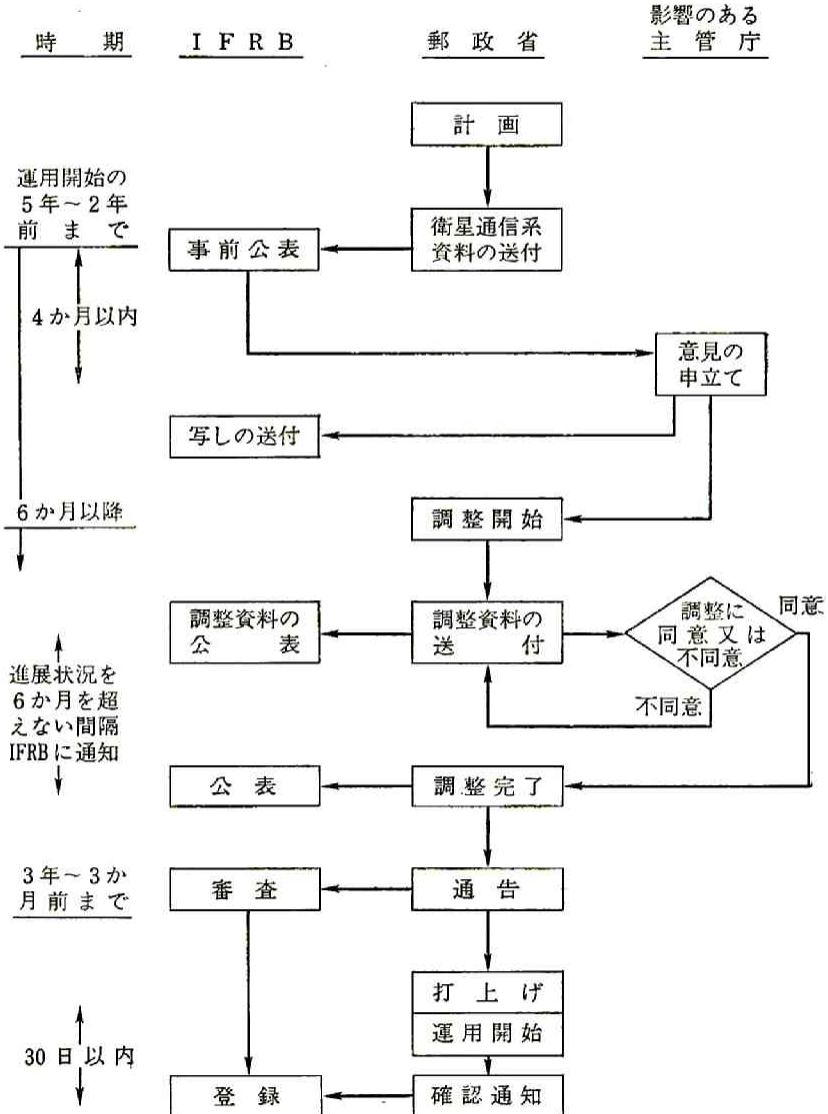 時期
IFRB
郵政省
影響のある
主管庁
計画
運用開始の
5年～2年
前まで
衛星通信系
資料の送付
事前公表
4か月以内
意見の
申立て
写しの送付
6か月以降
調整開始
調整資料の
公表
調整資料の
送付
調整に
同意又は
不同意
同意
不同意
進展状況を
6か月を超
えない間隔
IFRBに通知
公表
調整完了
3年～3か
月前まで
審査
通告
打上げ
運用開始
30日以内
登録
確認通知